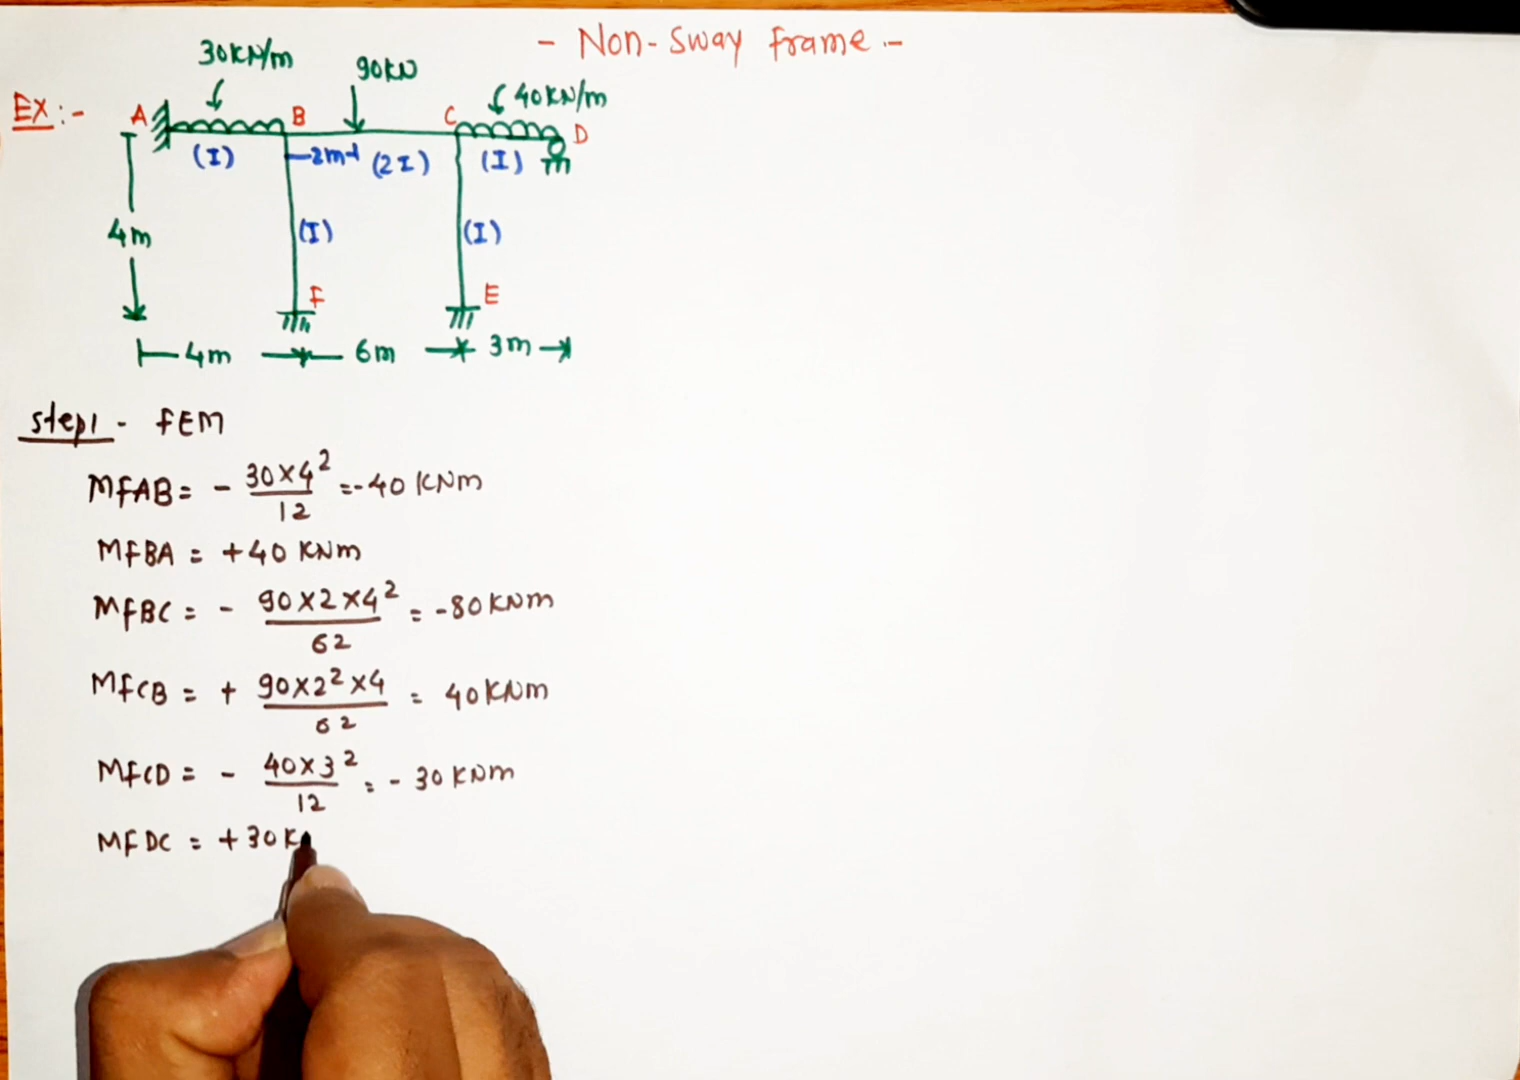 - Non-Sway frame -
30KN/m
90KN
40KN/m
EX:- A B C D
(I) 2m (2I) (I)
4m (I) (I)
F E
4m 6m 3m
step1 - FEM
MFAB = - 30×4² / 12 = -40 KNm
MFBA = +40 KNm
MFBC = - 90×2×4² / 62 = -80 KNm
MFCB = + 90×2²×4 / 62 = 40 KNm
MFCD = - 40×3² / 12 = - 30 KNm
MFDC = +30 K